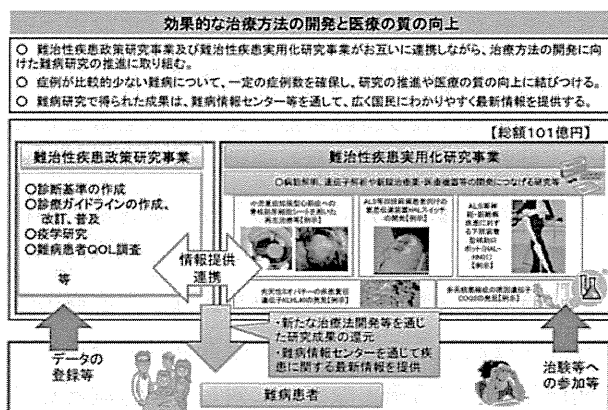 効果的な治療方法の開発と医療の質の向上
○ 難治性疾患政策研究事業及び難治性疾患実用化研究事業がお互いに連携しながら、治療方法の開発に向
けた難病研究の推進に取り組む。
○ 症例が比較的少ない難病について、一定の症例数を確保し、研究の推進や医療の質の向上に結びつける。
○ 難病研究で得られた成果は、難病情報センター等を通して、広く国民にわかりやすく最新情報を提供する。
【総額101億円】
難治性疾患政策研究事業
○診断基準の作成
○診療ガイドラインの作成、
改訂、普及
○疫学研究
○難病患者QOL調査
等
難治性疾患実用化研究事業
情報提供
連携
・新たな治療法開発等を通じ
た研究成果の還元
・難病情報センターを通じて疾
患に関する最新情報を提供
データの
登録等
治験等へ
の参加等
難病患者